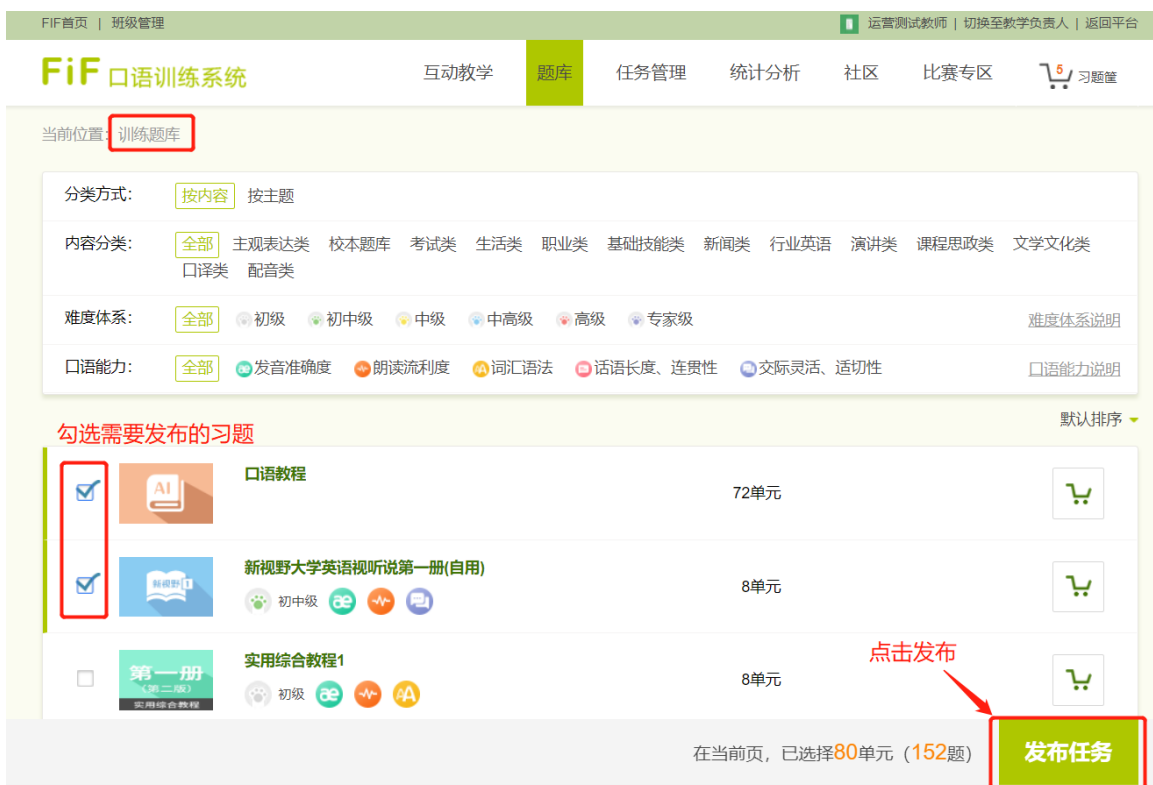 FIF首页 | 班级管理 运营测试教师 | 切换至教学负责人 | 返回平台
FiF 口语训练系统 互动教学 题库 任务管理 统计分析 社区 比赛专区 5 习题筐
当前位置: 训练题库
分类方式: 按内容 按主题
内容分类: 全部 主观表达类 校本题库 考试类 生活类 职业类 基础技能类 新闻类 行业英语 演讲类 课程思政类 文学文化类
口译类 配音类
难度体系: 全部 初级 初中级 中级 中高级 高级 专家级 难度体系说明
口语能力: 全部 æ 发音准确度 朗读流利度 A 词汇语法 话语长度、连贯性 交际灵活、适切性 口语能力说明
默认排序
勾选需要发布的习题
AI 口语教程 72单元
新视野 1 新视野大学英语视听说第一册(自用) 8单元
初中级 æ
点击发布
第一册 (第二版) 实用综合教程 实用综合教程1 8单元
初级 æ A
在当前页，已选择80单元（152题） 发布任务